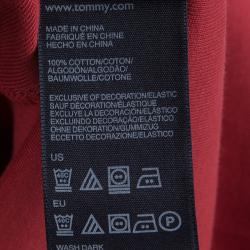 www.tommy.com
MADE IN CHINA
FABRIQUÉ EN CHINE
HECHO EN CHINA
100% COTTON/COTON/
ALGODÓN/ALGODÃO/
BAUMWOLLE/COTONE
EXCLUSIVE OF DECORATION/ELASTIC
SAUF DÉCORATION/ÉLASTIQUE
EXCLUYE LA DECORACIÓN/ELÁSTICO
EXCLUINDO DECORAÇÃO/ELÁSTICO
OHNE DEKORATION/GUMMIZUG
ECCETTO DECORAZIONE/ELASTICO
US
EU
WASH DARK